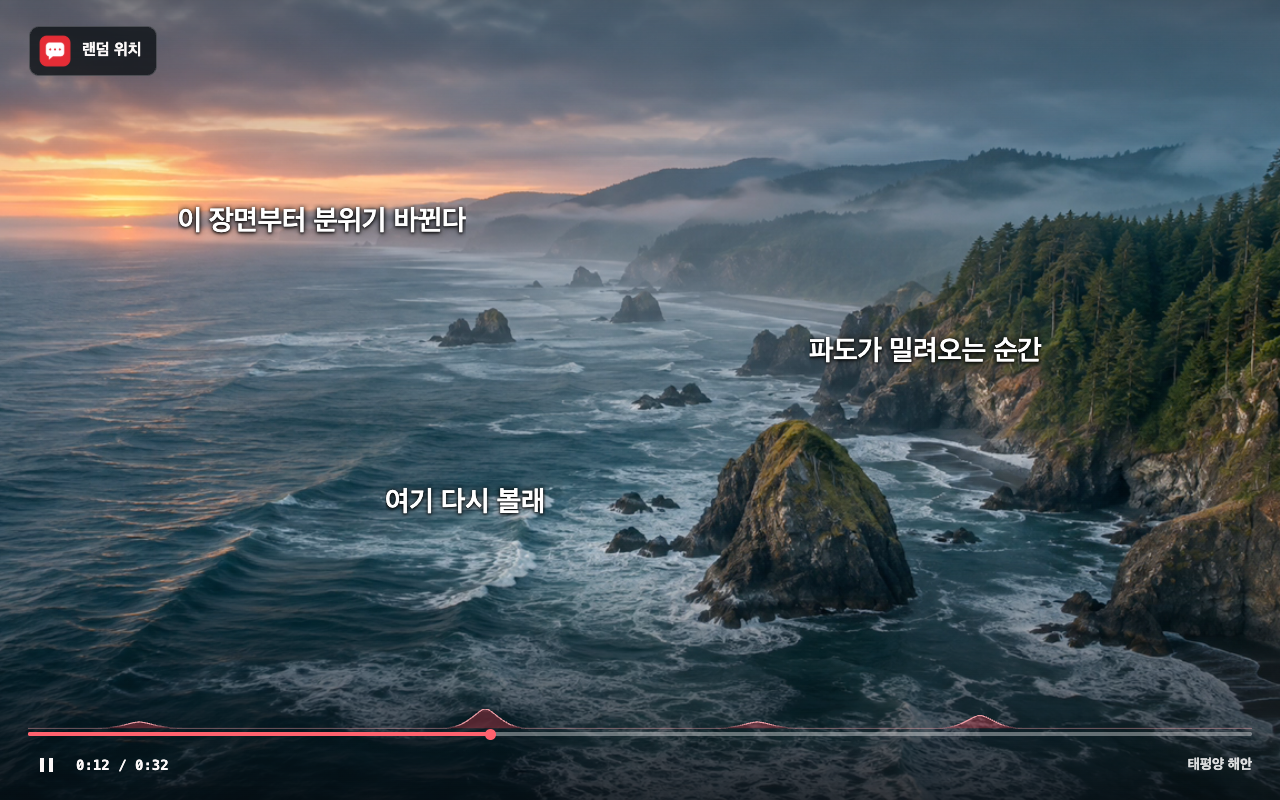 랜덤 위치
이 장면부터 분위기 바뀐다
파도가 밀려오는 순간
여기 다시 볼래
0:12 / 0:32
태평양 해안